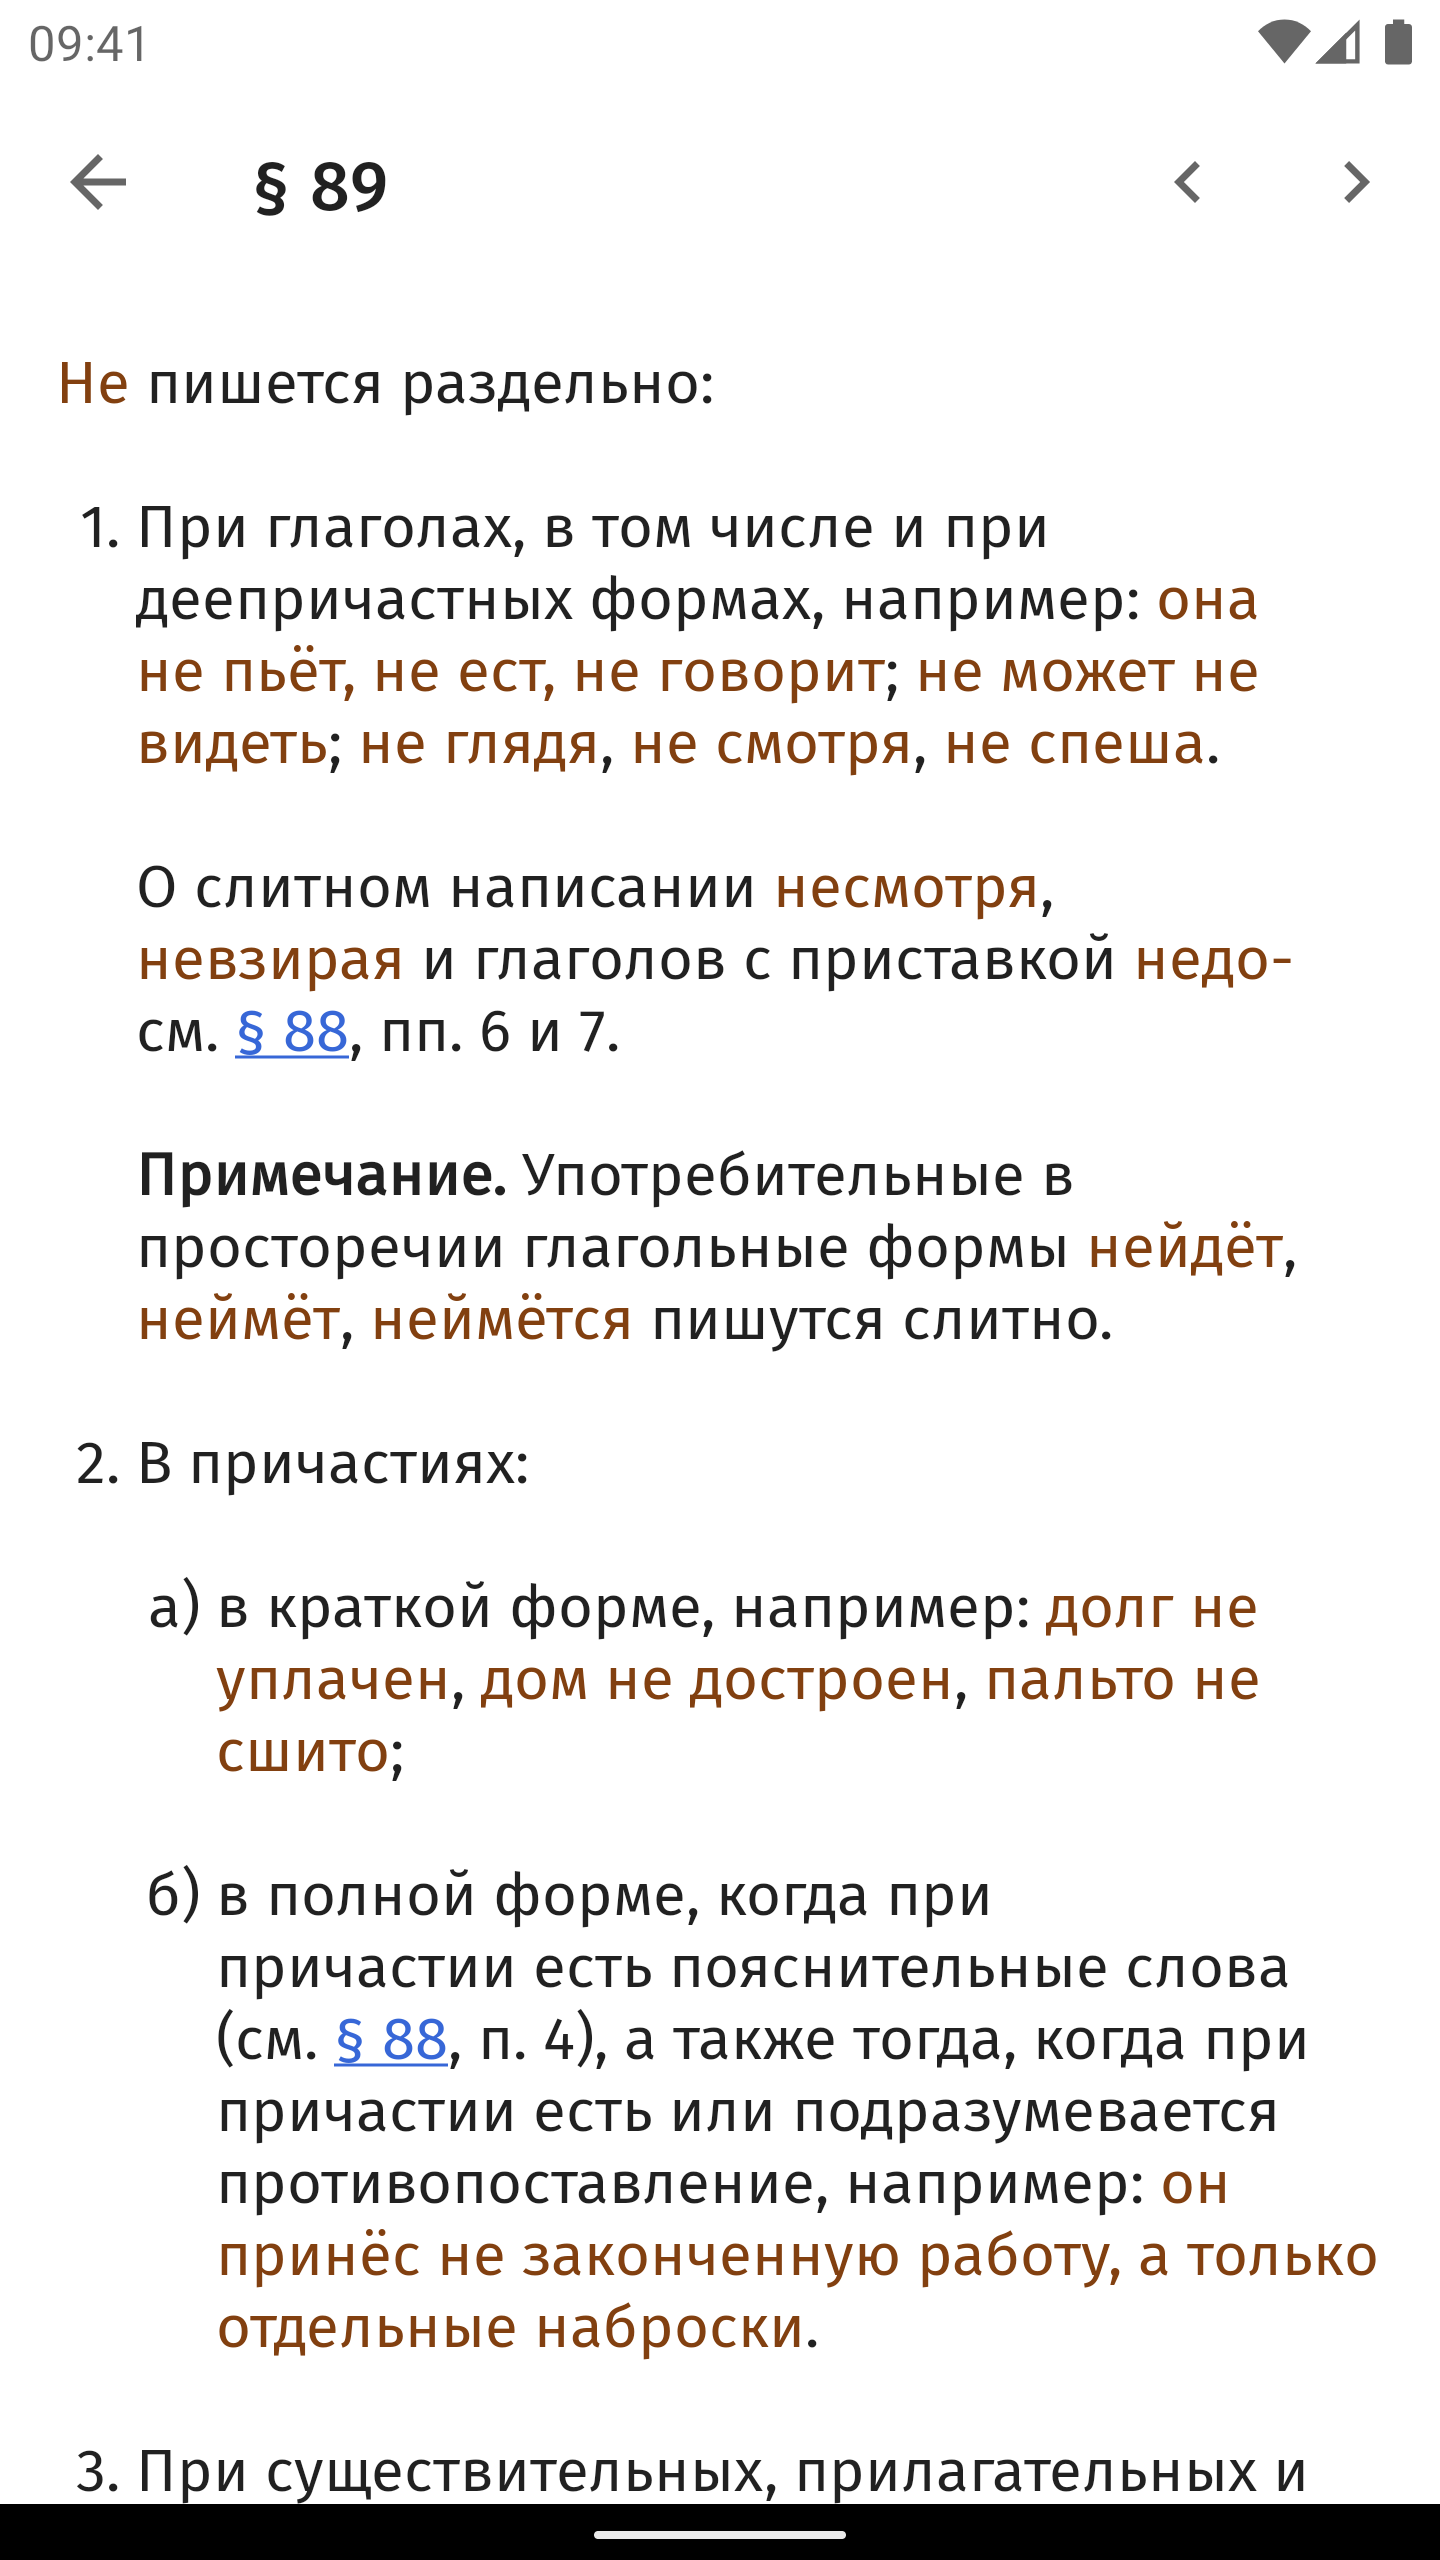 09:41
§ 89
Не пишется раздельно:
1. При глаголах, в том числе и при
деепричастных формах, например: она
не пьёт, не ест, не говорит; не может не
видеть; не глядя, не смотря, не спеша.
О слитном написании несмотря,
невзирая и глаголов с приставкой недо-
см. § 88, пп. 6 и 7.
Примечание. Употребительные в
просторечии глагольные формы нейдёт,
неймёт, неймётся пишутся слитно.
2. В причастиях:
а) в краткой форме, например: долг не
уплачен, дом не достроен, пальто не
сшито;
б) в полной форме, когда при
причастии есть пояснительные слова
(см. § 88, п. 4), а также тогда, когда при
причастии есть или подразумевается
противопоставление, например: он
принёс не законченную работу, а только
отдельные наброски.
3. При существительных, прилагательных и